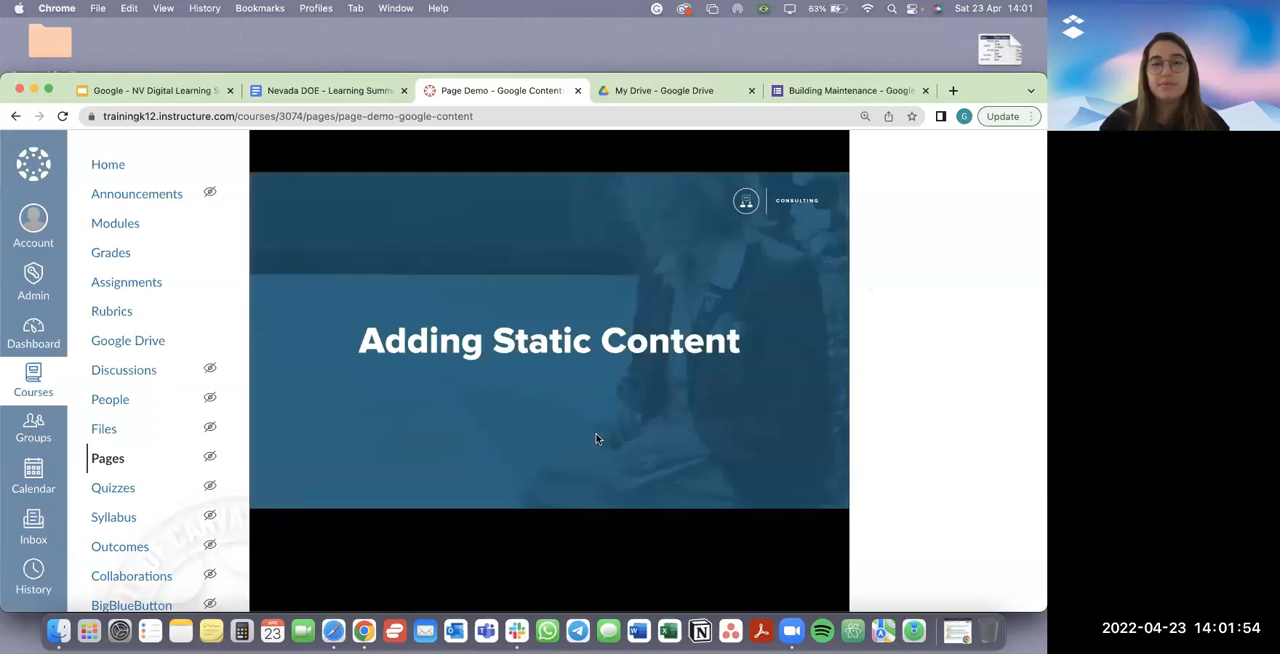 Chrome File Edit View History Bookmarks Profiles Tab Window Help 63% Sat 23 Apr 14:01
Google - NV Digital Learning S
Nevada DOE - Learning Summi
Page Demo - Google Content:
My Drive - Google Drive
Building Maintenance - Google
trainingk12.instructure.com/courses/3074/pages/page-demo-google-content
G
Update
Account
Admin
Dashboard
Courses
Groups
Calendar
Inbox
History
Home
Announcements
Modules
Grades
Assignments
Rubrics
Google Drive
Discussions
People
Files
Pages
Quizzes
Syllabus
Outcomes
Collaborations
BigBlueButton
CONSULTING
Adding Static Content
APR
23
2022-04-23 14:01:54